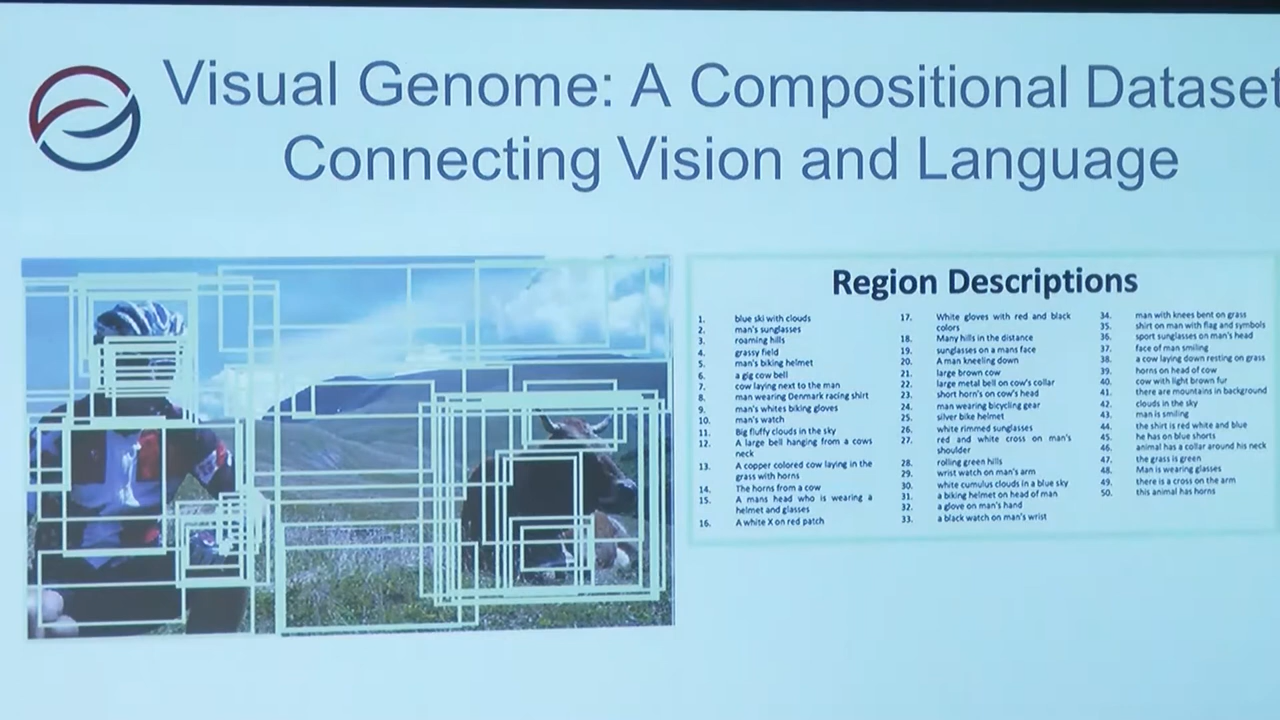 Visual Genome: A Compositional Dataset
Connecting Vision and Language
Region Descriptions
1. blue ski with clouds
2. man's sunglasses
3. roaming hills
4. grassy field
5. man's biking helmet
6. a gig cow bell
7. cow laying next to the man
8. man wearing Denmark racing shirt
9. man's whites biking gloves
10. man's watch
11. Big fluffy clouds in the sky
12. A large bell hanging from a cows
neck
13. A copper colored cow laying in the
grass with horns
14. The horns from a cow
15. A mans head who is wearing a
helmet and glasses
16. A white X on red patch
17. White gloves with red and black
colors
18. Many hills in the distance
19. sunglasses on a mans face
20. A man kneeling down
21. large brown cow
22. large metal bell on cow's collar
23. short horn's on cow's head
24. man wearing bicycling gear
25. silver bike helmet
26. white rimmed sunglasses
27. red and white cross on man's
shoulder
28. rolling green hills
29. wrist watch on man's arm
30. white cumulus clouds in a blue sky
31. a biking helmet on head of man
32. a glove on man's hand
33. a black watch on man's wrist
34. man with knees bent on grass
35. shirt on man with flag and symbols
36. sport sunglasses on man's head
37. face of man smiling
38. a cow laying down resting on grass
39. horns on head of cow
40. cow with light brown fur
41. there are mountains in background
42. clouds in the sky
43. man is smiling
44. the shirt is red white and blue
45. he has on blue shorts
46. animal has a collar around his neck
47. the grass is green
48. Man is wearing glasses
49. there is a cross on the arm
50. this animal has horns